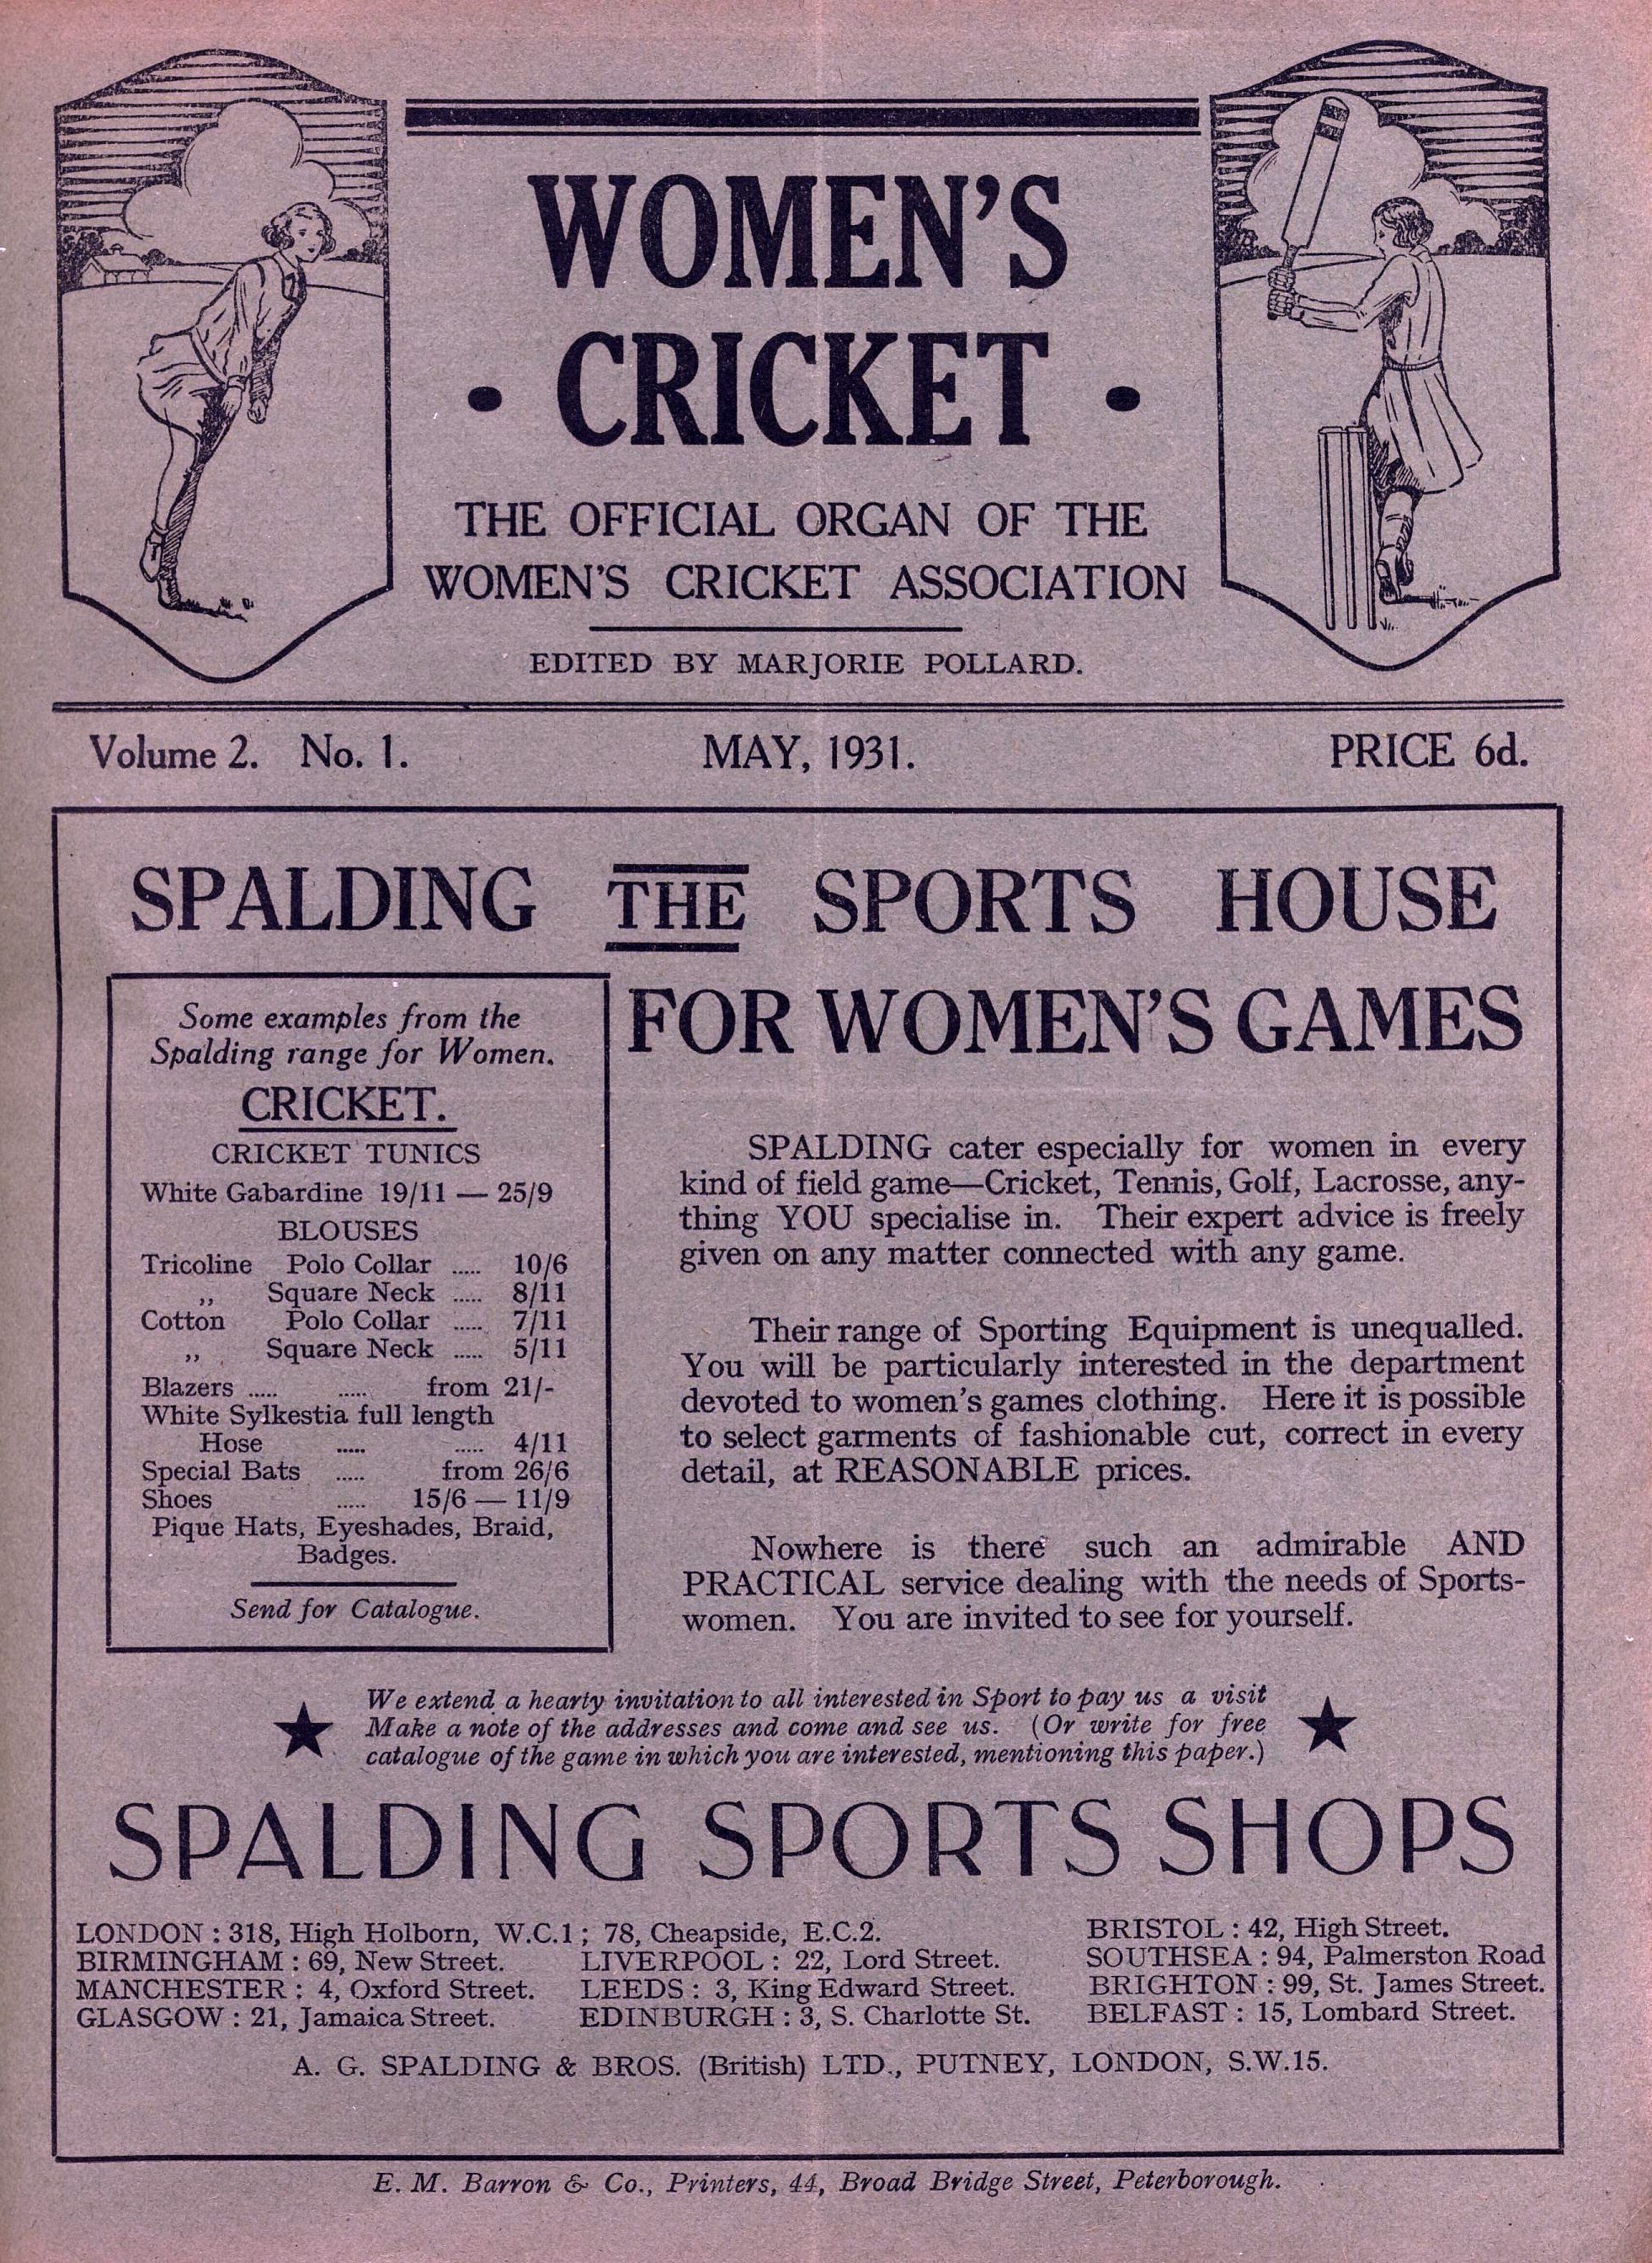 WOMEN'S
• CRICKET •
THE OFFICIAL ORGAN OF THE
WOMEN'S CRICKET ASSOCIATION
EDITED BY MARJORIE POLLARD.
Volume 2. No. 1. MAY, 1931. PRICE 6d.
SPALDING THE SPORTS HOUSE
FOR WOMEN'S GAMES
Some examples from the
Spalding range for Women.
CRICKET.
CRICKET TUNICS
White Gabardine 19/11 — 25/9
BLOUSES
Tricoline Polo Collar ..... 10/6
,, Square Neck ..... 8/11
Cotton Polo Collar ..... 7/11
,, Square Neck ..... 5/11
Blazers ..... ..... from 21/-
White Sylkestia full length
Hose ..... ..... 4/11
Special Bats ..... from 26/6
Shoes ..... 15/6 — 11/9
Pique Hats, Eyeshades, Braid,
Badges.
Send for Catalogue.
SPALDING cater especially for women in every
kind of field game—Cricket, Tennis, Golf, Lacrosse, any-
thing YOU specialise in. Their expert advice is freely
given on any matter connected with any game.
Their range of Sporting Equipment is unequalled.
You will be particularly interested in the department
devoted to women's games clothing. Here it is possible
to select garments of fashionable cut, correct in every
detail, at REASONABLE prices.
Nowhere is there such an admirable AND
PRACTICAL service dealing with the needs of Sports-
women. You are invited to see for yourself.
We extend a hearty invitation to all interested in Sport to pay us a visit
Make a note of the addresses and come and see us. (Or write for free
catalogue of the game in which you are interested, mentioning this paper.)
SPALDING SPORTS SHOPS
LONDON : 318, High Holborn, W.C.1 ; 78, Cheapside, E.C.2. BRISTOL : 42, High Street.
BIRMINGHAM : 69, New Street. LIVERPOOL : 22, Lord Street. SOUTHSEA : 94, Palmerston Road
MANCHESTER : 4, Oxford Street. LEEDS : 3, King Edward Street. BRIGHTON : 99, St. James Street.
GLASGOW : 21, Jamaica Street. EDINBURGH : 3, S. Charlotte St. BELFAST : 15, Lombard Street.
A. G. SPALDING & BROS. (British) LTD., PUTNEY, LONDON, S.W.15.
E. M. Barron & Co., Printers, 44, Broad Bridge Street, Peterborough.